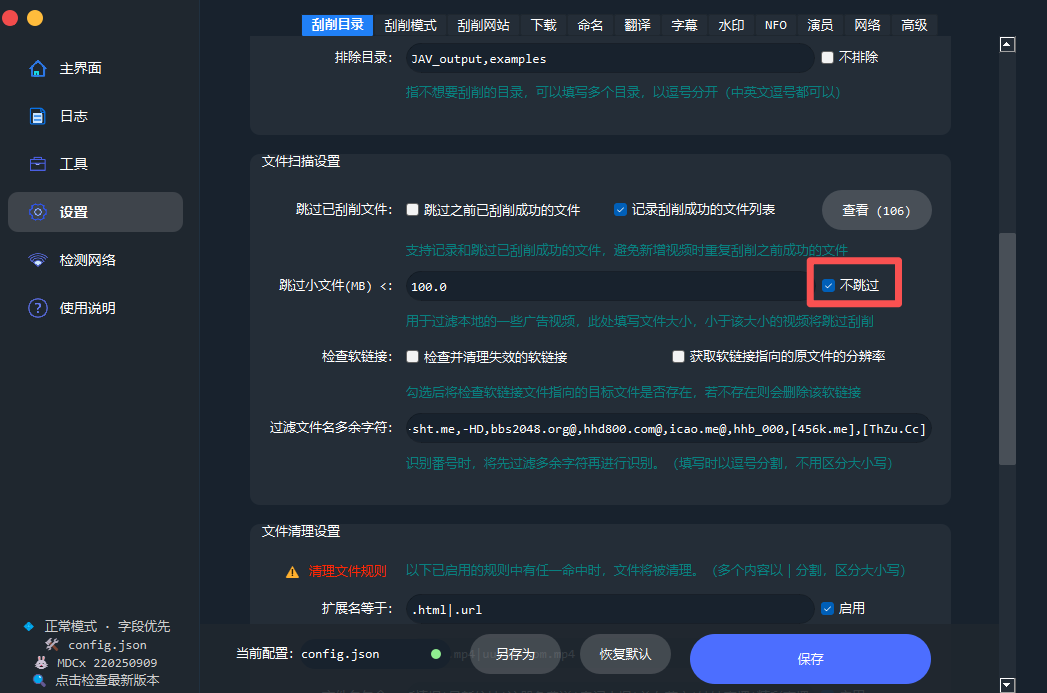 刮削目录 刮削模式 刮削网站 下载 命名 翻译 字幕 水印 NFO 演员 网络 高级
主界面
日志
工具
设置
检测网络
使用说明
排除目录: JAV_output,examples 不排除
指不想要刮削的目录，可以填写多个目录，以逗号分开（中英文逗号都可以）
文件扫描设置
跳过已刮削文件: 跳过之前已刮削成功的文件 记录刮削成功的文件列表 查看 (106)
支持记录和跳过已刮削成功的文件，避免新增视频时重复刮削之前成功的文件
跳过小文件(MB) <: 100.0 不跳过
用于过滤本地的一些广告视频，此处填写文件大小，小于该大小的视频将跳过刮削
检查软链接: 检查并清理失效的软链接 获取软链接指向的原文件的分辨率
勾选后将检查软链接文件指向的目标文件是否存在，若不存在则会删除该软链接
过滤文件名多余字符: sht.me,-HD,bbs2048.org@,hhd800.com@,icao.me@,hhb_000,[456k.me],[ThZu.Cc]
识别番号时，将先过滤多余字符再进行识别。（填写时以逗号分割，不用区分大小写）
文件清理设置
清理文件规则 以下已启用的规则中有任一命中时，文件将被清理。（多个内容以 | 分割，区分大小写）
扩展名等于: .html|.url 启用
当前配置: config.json 另存为 恢复默认 保存
正常模式 · 字段优先
config.json
MDCx 220250909
点击检查最新版本